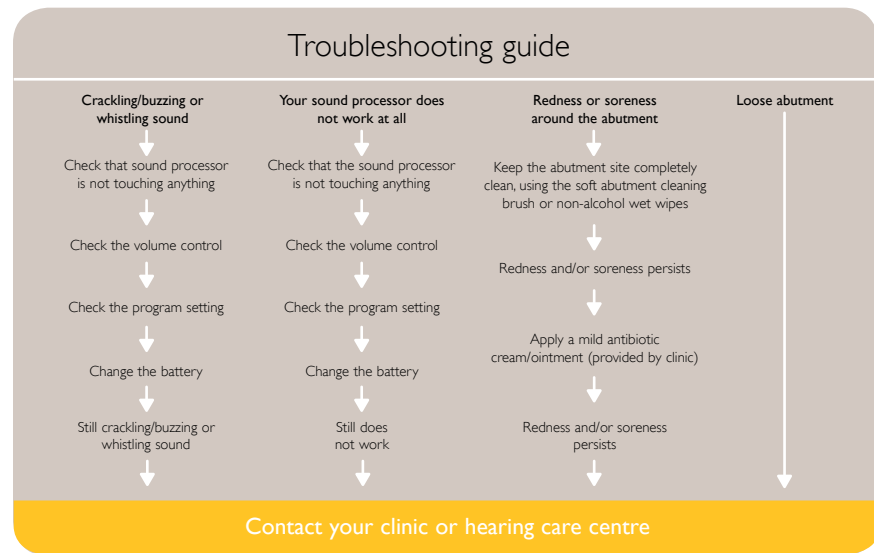 Troubleshooting guide
Crackling/buzzing or
whistling sound
Check that sound processor
is not touching anything
Check the volume control
Check the program setting
Change the battery
Still crackling/buzzing or
whistling sound
Your sound processor does
not work at all
Check that the sound processor
is not touching anything
Check the volume control
Check the program setting
Change the battery
Still does
not work
Redness or soreness
around the abutment
Keep the abutment site completely
clean, using the soft abutment cleaning
brush or non-alcohol wet wipes
Redness and/or soreness persists
Apply a mild antibiotic
cream/ointment (provided by clinic)
Redness and/or soreness
persists
Loose abutment
Contact your clinic or hearing care centre